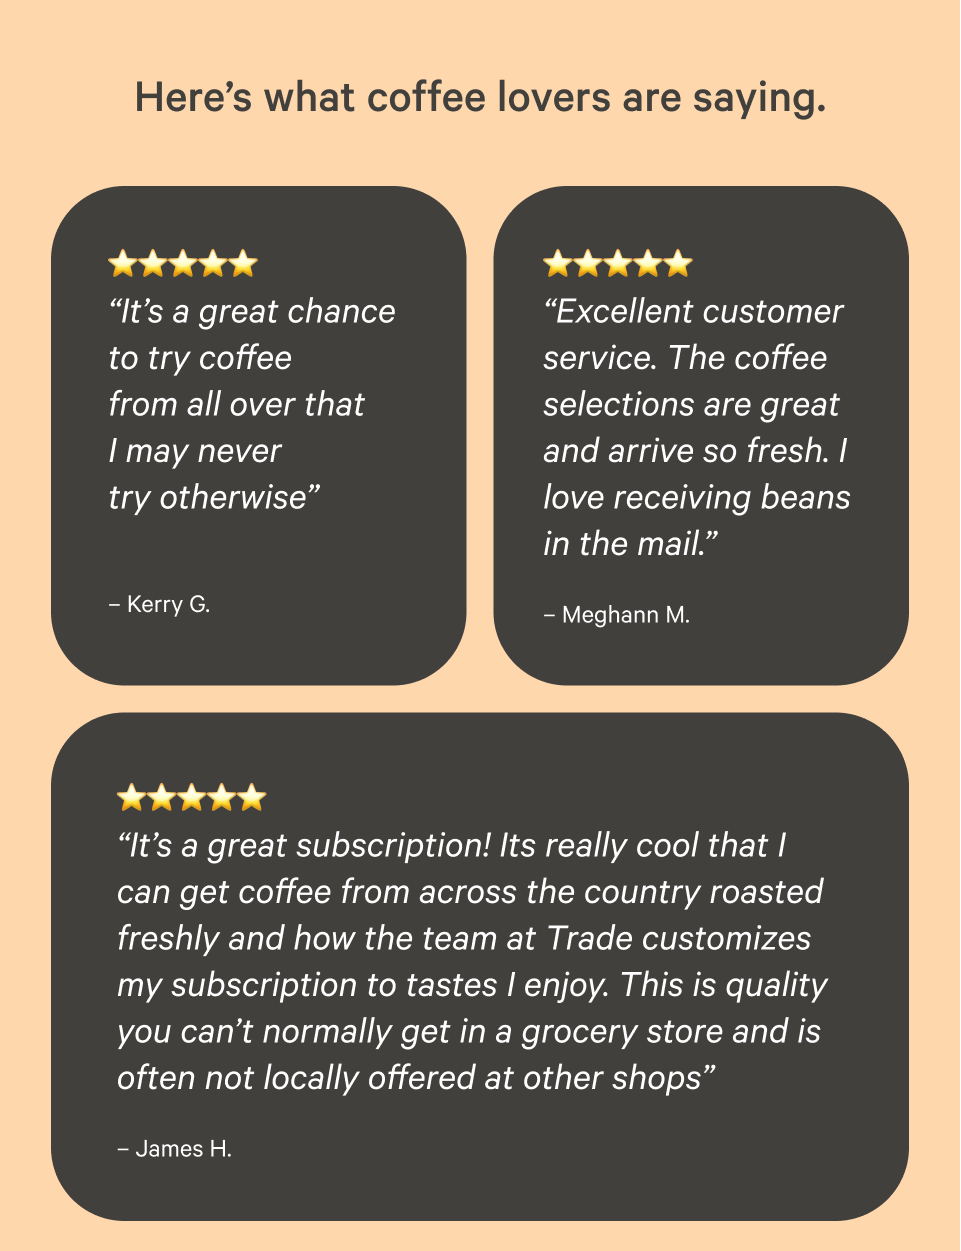 Here’s what coffee lovers are saying.
⭐⭐⭐⭐⭐
“It’s a great chance
to try coffee
from all over that
I may never
try otherwise”
– Kerry G.
⭐⭐⭐⭐⭐
“Excellent customer
service. The coffee
selections are great
and arrive so fresh. I
love receiving beans
in the mail.”
– Meghann M.
⭐⭐⭐⭐⭐
“It’s a great subscription! Its really cool that I
can get coffee from across the country roasted
freshly and how the team at Trade customizes
my subscription to tastes I enjoy. This is quality
you can’t normally get in a grocery store and is
often not locally offered at other shops”
– James H.